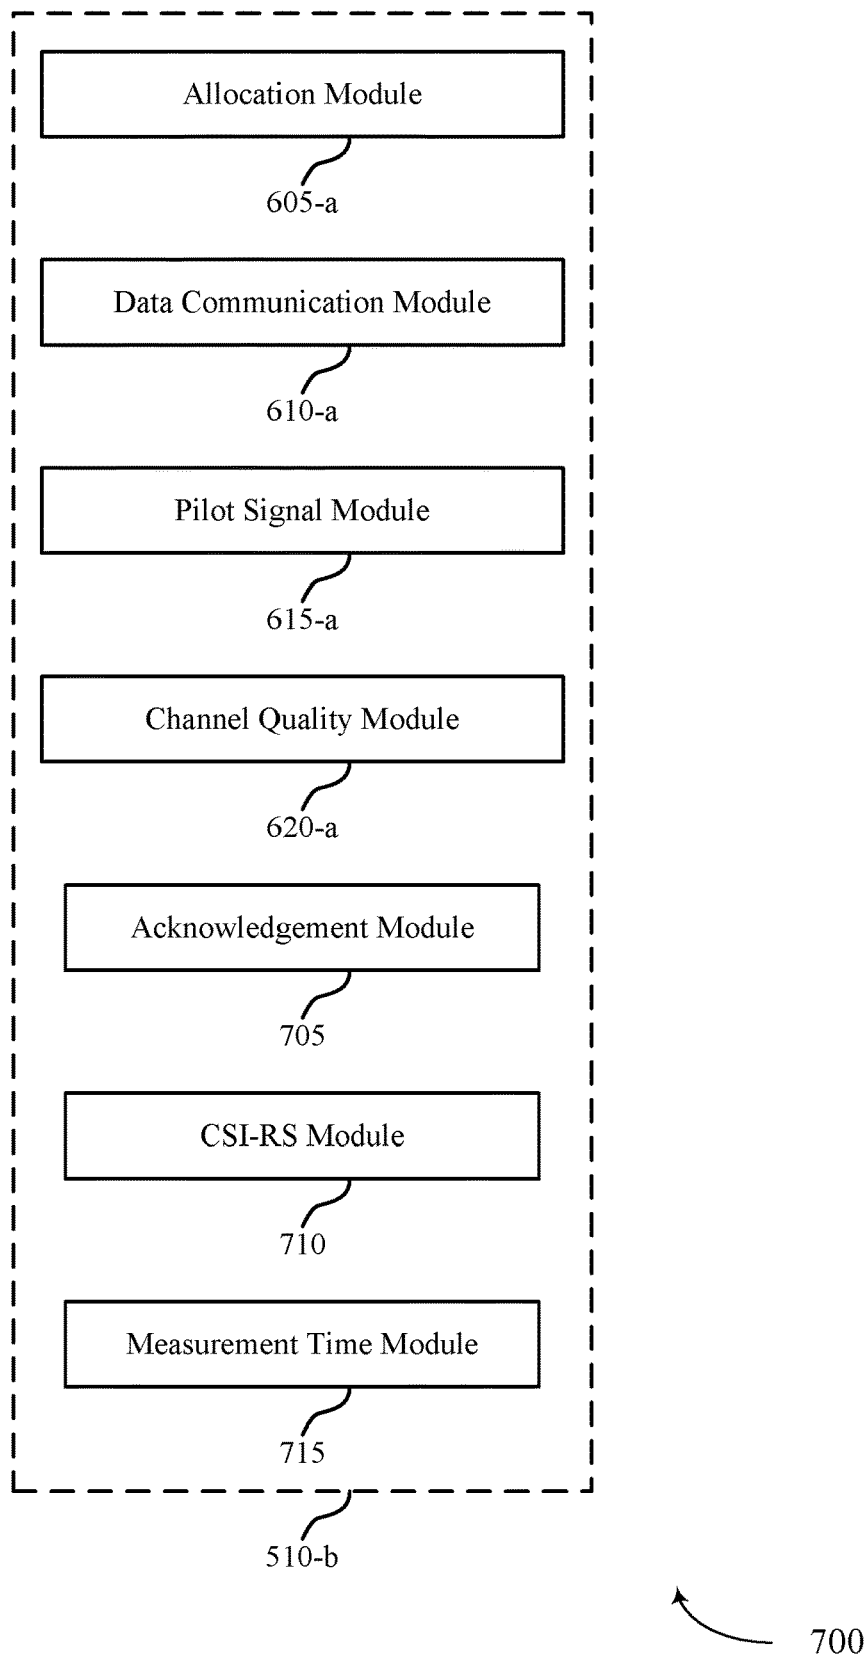 Allocation Module
605-a
Data Communication Module
610-a
Pilot Signal Module
615-a
Channel Quality Module
620-a
Acknowledgement Module
705
CSI-RS Module
710
Measurement Time Module
715
510-b
700